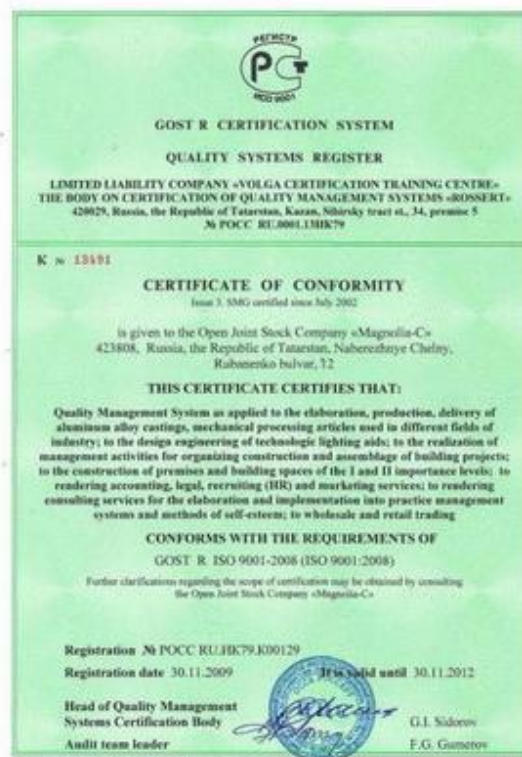 РЕГИСТР
РСТ
ИСО 9001
GOST R CERTIFICATION SYSTEM
QUALITY SYSTEMS REGISTER
LIMITED LIABILITY COMPANY «VOLGA CERTIFICATION TRAINING CENTRE»
THE BODY ON CERTIFICATION OF QUALITY MANAGEMENT SYSTEMS «ROSSERT»
420029, Russia, the Republic of Tatarstan, Kazan, Sibirsky tract st., 34, premise 5
№ РОСС RU.0001.13ИК79
K № 13491
CERTIFICATE OF CONFORMITY
Issue 3. SMG certified since July 2002
is given to the Open Joint Stock Company «Magnolia-C»
423808, Russia, the Republic of Tatarstan, Naberezhnye Chelny,
Rubanenko bulvar, 12
THIS CERTIFICATE CERTIFIES THAT:
Quality Management System as applied to the elaboration, production, delivery of
aluminum alloy castings, mechanical processing articles used in different fields of
industry; to the design engineering of technologic lighting aids; to the realization of
management activities for organizing construction and assemblage of building projects;
to the construction of premises and building spaces of the I and II importance levels; to
rendering accounting, legal, recruiting (HR) and marketing services; to rendering
consulting services for the elaboration and implementation into practice management
systems and methods of self-esteem; to wholesale and retail trading
CONFORMS WITH THE REQUIREMENTS OF
GOST R ISO 9001-2008 (ISO 9001:2008)
Further clarifications regarding the scope of certification may be obtained by consulting
the Open Joint Stock Company «Magnolia-C»
Registration № РОСС RU.ИК79.К00129
Registration date 30.11.2009 It is valid until 30.11.2012
Head of Quality Management
Systems Certification Body G.I. Sidorov
Audit team leader F.G. Gumerov